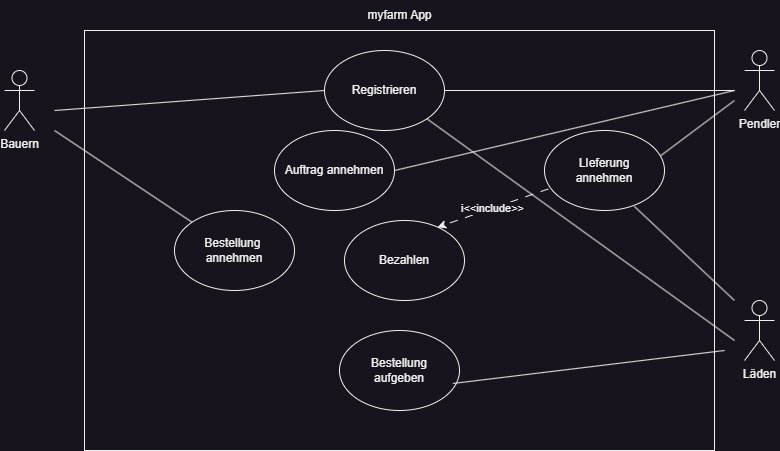 myfarm App
Registrieren
Pendler
Bauern
Auftrag annehmen
LIeferung
annehmen
i<<include>>
Bestellung
annehmen
Bezahlen
Bestellung
aufgeben
Läden